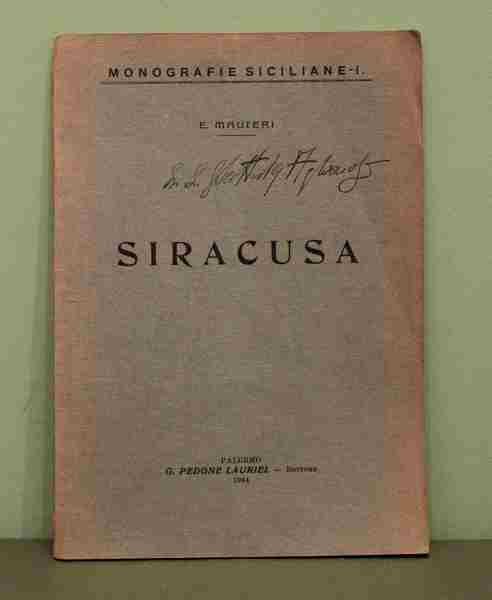 MONOGRAFIE SICILIANE-I.
E. MAUCERI
SIRACUSA
PALERMO
G. PEDONE LAURIEL — EDITORE